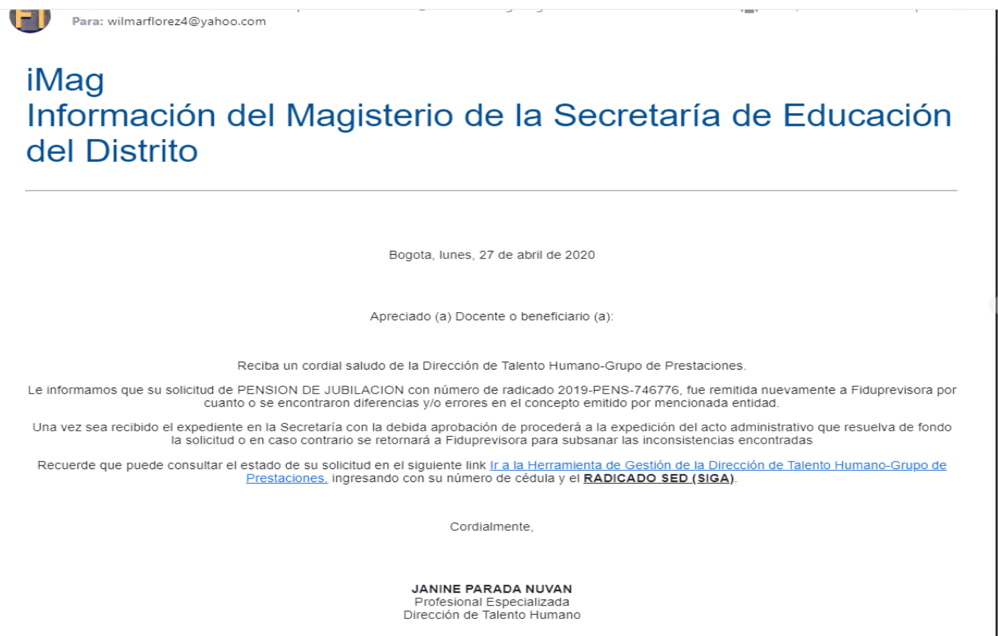 FT
Para: wilmarflorez4@yahoo.com
iMag
Información del Magisterio de la Secretaría de Educación
del Distrito
Bogota, lunes, 27 de abril de 2020
Apreciado (a) Docente o beneficiario (a):
Reciba un cordial saludo de la Dirección de Talento Humano-Grupo de Prestaciones.
Le informamos que su solicitud de PENSION DE JUBILACION con número de radicado 2019-PENS-746776, fue remitida nuevamente a Fiduprevisora por
cuanto o se encontraron diferencias y/o errores en el concepto emitido por mencionada entidad.
Una vez sea recibido el expediente en la Secretaría con la debida aprobación de procederá a la expedición del acto administrativo que resuelva de fondo
la solicitud o en caso contrario se retornará a Fiduprevisora para subsanar las inconsistencias encontradas
Recuerde que puede consultar el estado de su solicitud en el siguiente link Ir a la Herramienta de Gestión de la Dirección de Talento Humano-Grupo de
Prestaciones. ingresando con su número de cédula y el RADICADO SED (SIGA).
Cordialmente,
JANINE PARADA NUVAN
Profesional Especializada
Dirección de Talento Humano